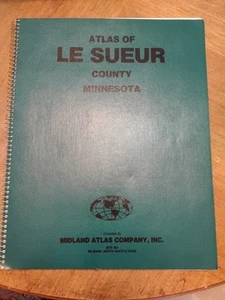 ATLAS OF
LE SUEUR
COUNTY
MINNESOTA
MIDLAND ATLAS COMPANY, INC.